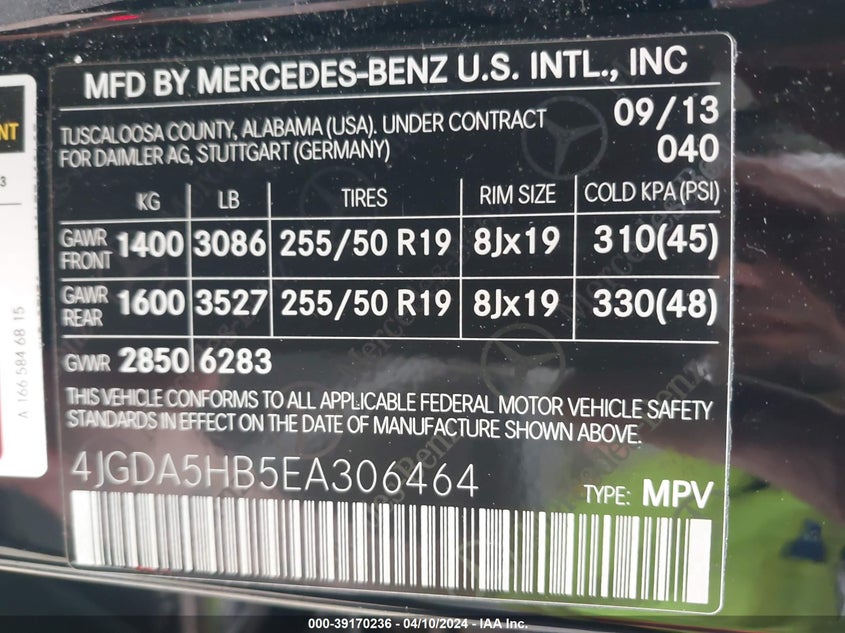 MFD BY MERCEDES-BENZ U.S. INTL., INC
TUSCALOOSA COUNTY, ALABAMA (USA). UNDER CONTRACT 09/13
FOR DAIMLER AG, STUTTGART (GERMANY) 040
KG LB TIRES RIM SIZE COLD KPA (PSI)
GAWR FRONT 1400 3086 255/50 R19 8Jx19 310(45)
GAWR REAR 1600 3527 255/50 R19 8Jx19 330(48)
GVWR 2850 6283
THIS VEHICLE CONFORMS TO ALL APPLICABLE FEDERAL MOTOR VEHICLE SAFETY
STANDARDS IN EFFECT ON THE DATE OF MANUFACTURE SHOWN ABOVE.
4JGDA5HB5EA306464 TYPE: MPV
A 166 584 68 15
000-39170236 - 04/10/2024 - IAA Inc.